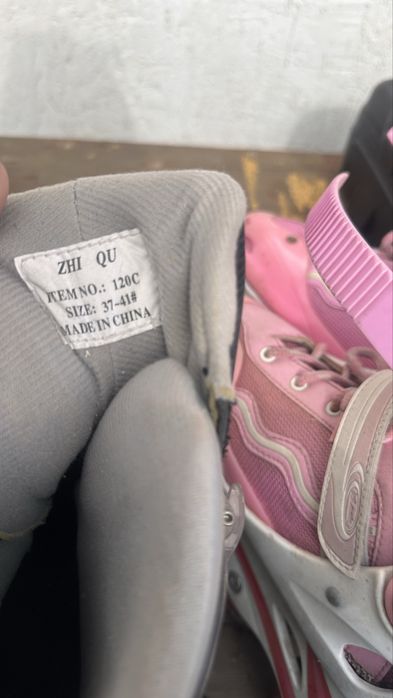 ZHI QU
ITEM NO.: 120C
SIZE: 37-41#
MADE IN CHINA